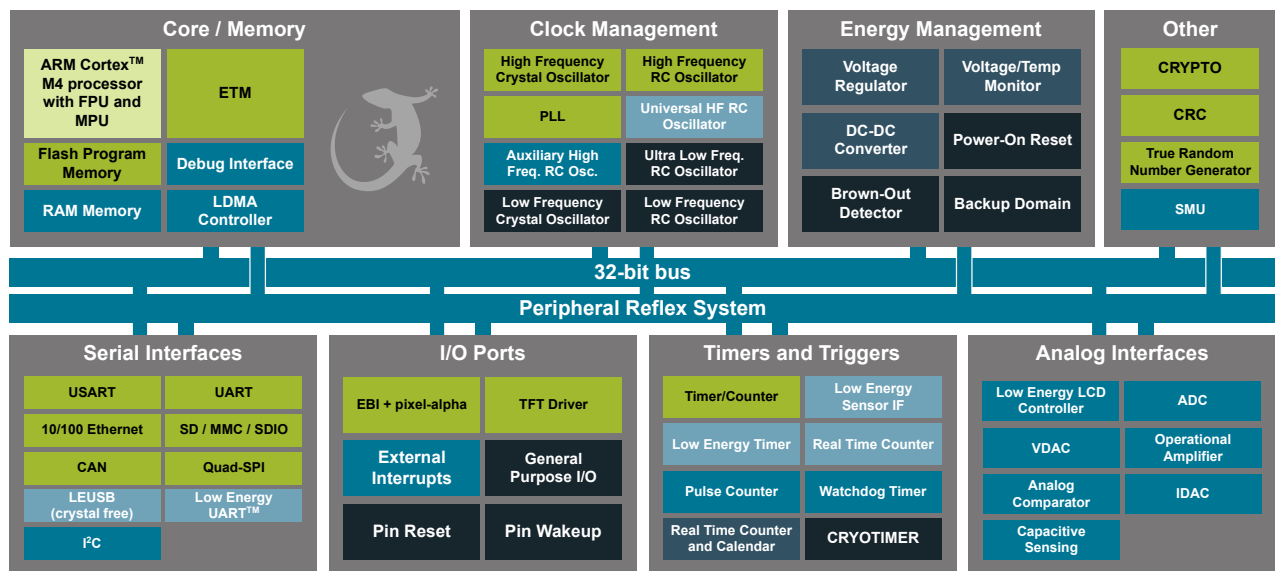 Core / Memory
ARM Cortex™
M4 processor
with FPU and
MPU
ETM
Flash Program
Memory
Debug Interface
RAM Memory
LDMA
Controller
Clock Management
High Frequency
Crystal Oscillator
High Frequency
RC Oscillator
PLL
Universal HF RC
Oscillator
Auxiliary High
Freq. RC Osc.
Ultra Low Freq.
RC Oscillator
Low Frequency
Crystal Oscillator
Low Frequency
RC Oscillator
Energy Management
Voltage
Regulator
Voltage/Temp
Monitor
DC-DC
Converter
Power-On Reset
Brown-Out
Detector
Backup Domain
Other
CRYPTO
CRC
True Random
Number Generator
SMU
32-bit bus
Peripheral Reflex System
Serial Interfaces
USART
UART
10/100 Ethernet
SD / MMC / SDIO
CAN
Quad-SPI
LEUSB
(crystal free)
Low Energy
UART™
I²C
I/O Ports
EBI + pixel-alpha
TFT Driver
External
Interrupts
General
Purpose I/O
Pin Reset
Pin Wakeup
Timers and Triggers
Timer/Counter
Low Energy
Sensor IF
Low Energy Timer
Real Time Counter
Pulse Counter
Watchdog Timer
Real Time Counter
and Calendar
CRYOTIMER
Analog Interfaces
Low Energy LCD
Controller
ADC
VDAC
Operational
Amplifier
Analog
Comparator
IDAC
Capacitive
Sensing